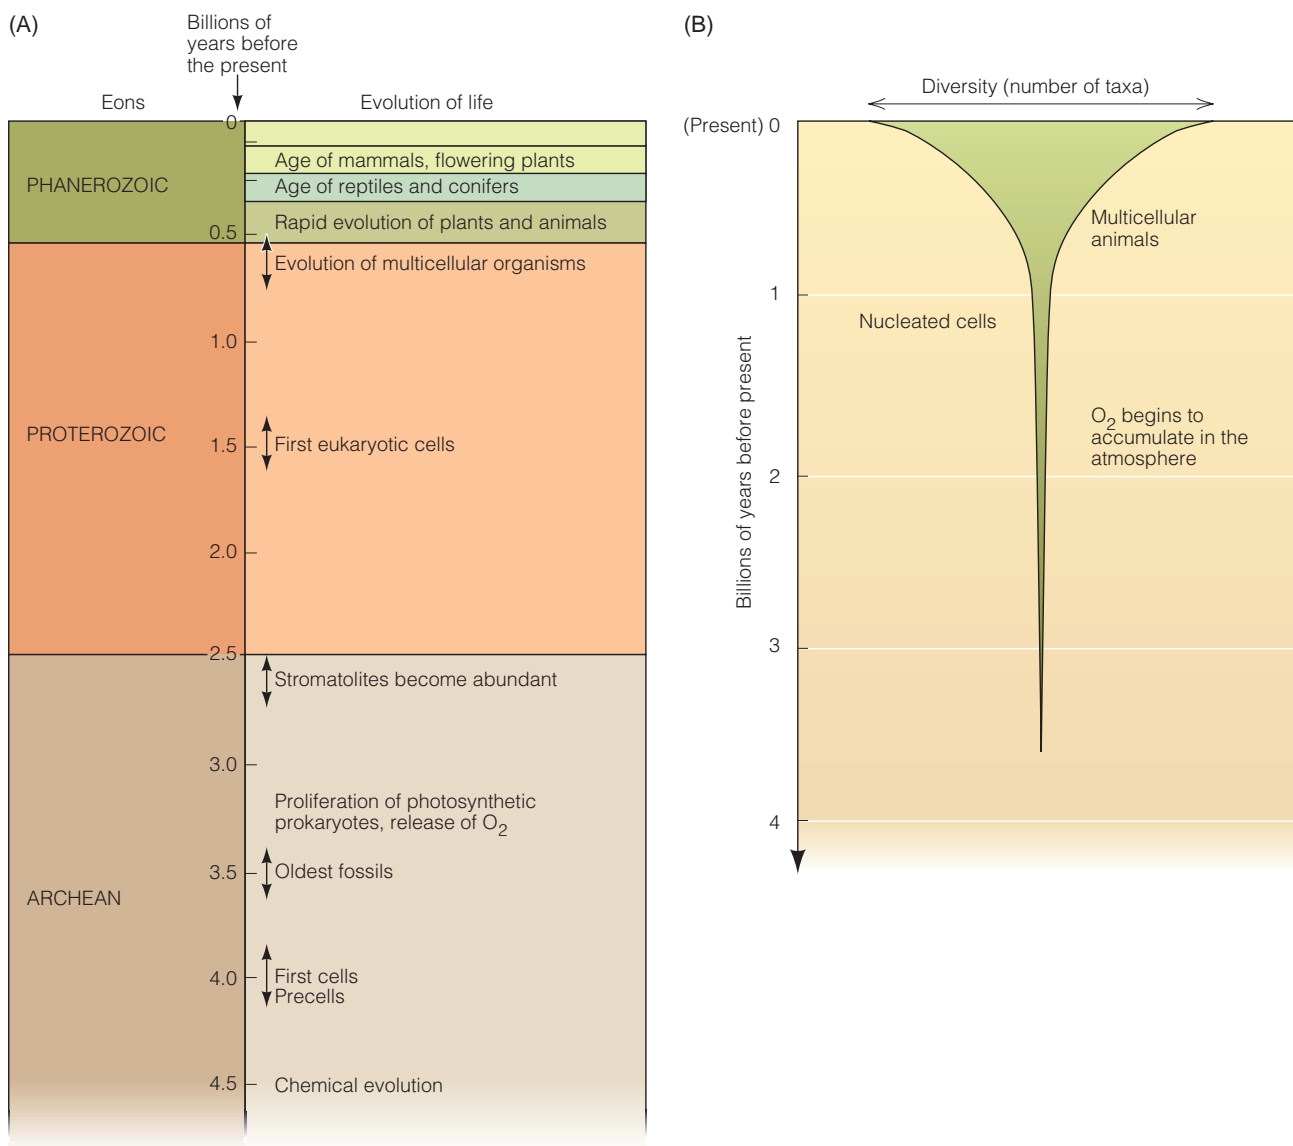 (A)
Billions of
years before
the present
Eons
Evolution of life
0
Age of mammals, flowering plants
PHANEROZOIC
Age of reptiles and conifers
Rapid evolution of plants and animals
0.5
Evolution of multicellular organisms
1.0
PROTEROZOIC
First eukaryotic cells
1.5
2.0
2.5
Stromatolites become abundant
3.0
Proliferation of photosynthetic
prokaryotes, release of O2
3.5
Oldest fossils
ARCHEAN
4.0
First cells
Precells
4.5
Chemical evolution
(B)
Diversity (number of taxa)
(Present) 0
Multicellular
animals
1
Nucleated cells
Billions of years before present
O2 begins to
accumulate in the
atmosphere
2
3
4